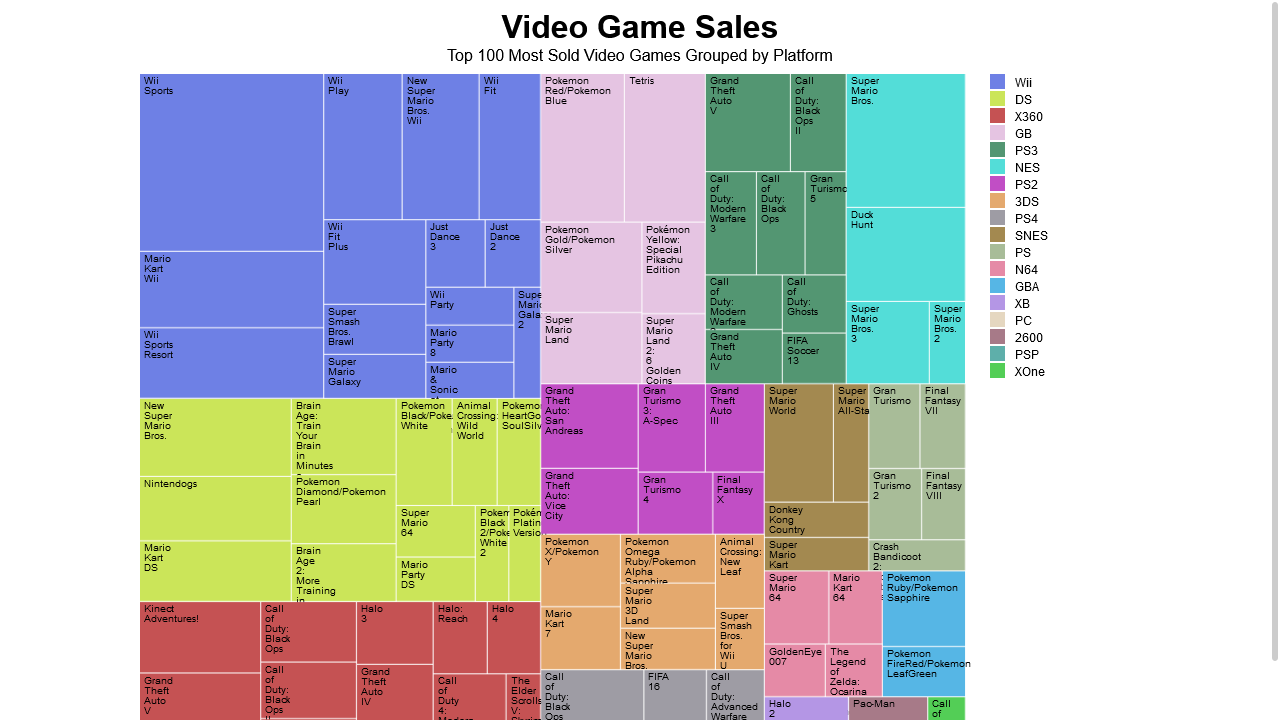 Video Game Sales
Top 100 Most Sold Video Games Grouped by Platform
Wii
Sports
Mario
Kart
Wii
Wii
Sports
Resort
Wii
Play
New
Super
Mario
Bros.
Wii
Wii
Fit
Wii
Fit
Plus
Super
Smash
Bros.
Brawl
Super
Mario
Galaxy
Just
Dance
3
Just
Dance
2
Wii
Party
Mario
Party
8
Mario
&
Sonic
Supe
Mario
Gala
2
New
Super
Mario
Bros.
Nintendogs
Mario
Kart
DS
Brain
Age:
Train
Your
Brain
in
Minutes
Pokemon
Diamond/Pokemon
Pearl
Brain
Age
2:
More
Training
in
Pokemon
Black/Poke
White
Animal
Crossing:
Wild
World
Pokemo
HeartGo
SoulSilv
Super
Mario
64
Mario
Party
DS
Pokem
Black
2/Poke
White
2
Pokém
Platin
Versio
Kinect
Adventures!
Grand
Theft
Auto
V
Call
of
Duty:
Black
Ops
Call
of
Duty:
Black
Ops
II
Halo
3
Grand
Theft
Auto
IV
Halo:
Reach
Halo
4
Call
of
Duty
4:
Modern
The
Elder
Scrolls
V:
Pokemon
Red/Pokemon
Blue
Tetris
Pokemon
Gold/Pokemon
Silver
Pokémon
Yellow:
Special
Pikachu
Edition
Super
Mario
Land
Super
Mario
Land
2:
6
Golden
Coins
Grand
Theft
Auto
V
Call
of
Duty:
Black
Ops
II
Call
of
Duty:
Modern
Warfare
3
Call
of
Duty:
Black
Ops
Gran
Turismo
5
Call
of
Duty:
Modern
Warfare
Call
of
Duty:
Ghosts
Grand
Theft
Auto
IV
FIFA
Soccer
13
Super
Mario
Bros.
Duck
Hunt
Super
Mario
Bros.
3
Super
Mario
Bros.
2
Grand
Theft
Auto:
San
Andreas
Gran
Turismo
3:
A-Spec
Grand
Theft
Auto
III
Grand
Theft
Auto:
Vice
City
Gran
Turismo
4
Final
Fantasy
X
Pokemon
X/Pokemon
Y
Mario
Kart
7
Pokemon
Omega
Ruby/Pokemon
Alpha
Sapphire
Super
Mario
3D
Land
New
Super
Mario
Bros.
Animal
Crossing:
New
Leaf
Super
Smash
Bros.
for
Wii
U
Call
of
Duty:
Black
Ops
FIFA
16
Call
of
Duty:
Advanced
Warfare
Super
Mario
World
Super
Mario
All-Sta
Donkey
Kong
Country
Super
Mario
Kart
Gran
Turismo
Final
Fantasy
VII
Gran
Turismo
2
Final
Fantasy
VIII
Crash
Bandicoot
2:
Super
Mario
64
Mario
Kart
64
GoldenEye
007
The
Legend
of
Zelda:
Ocarina
Pokemon
Ruby/Pokemon
Sapphire
Pokemon
FireRed/Pokemon
LeafGreen
Halo
2
Pac-Man
Call
of
Wii
DS
X360
GB
PS3
NES
PS2
3DS
PS4
SNES
PS
N64
GBA
XB
PC
2600
PSP
XOne